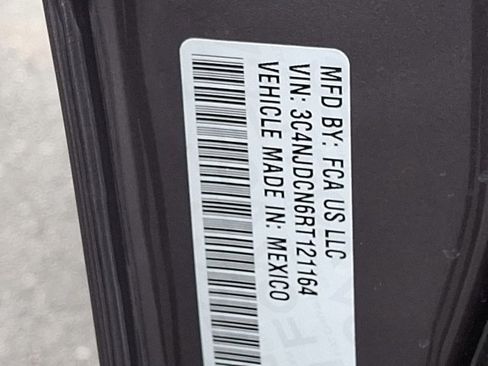 MFD BY: FCA US LLC
VIN: 3C4NJDCN6RT121164
VEHICLE MADE IN: MEXICO